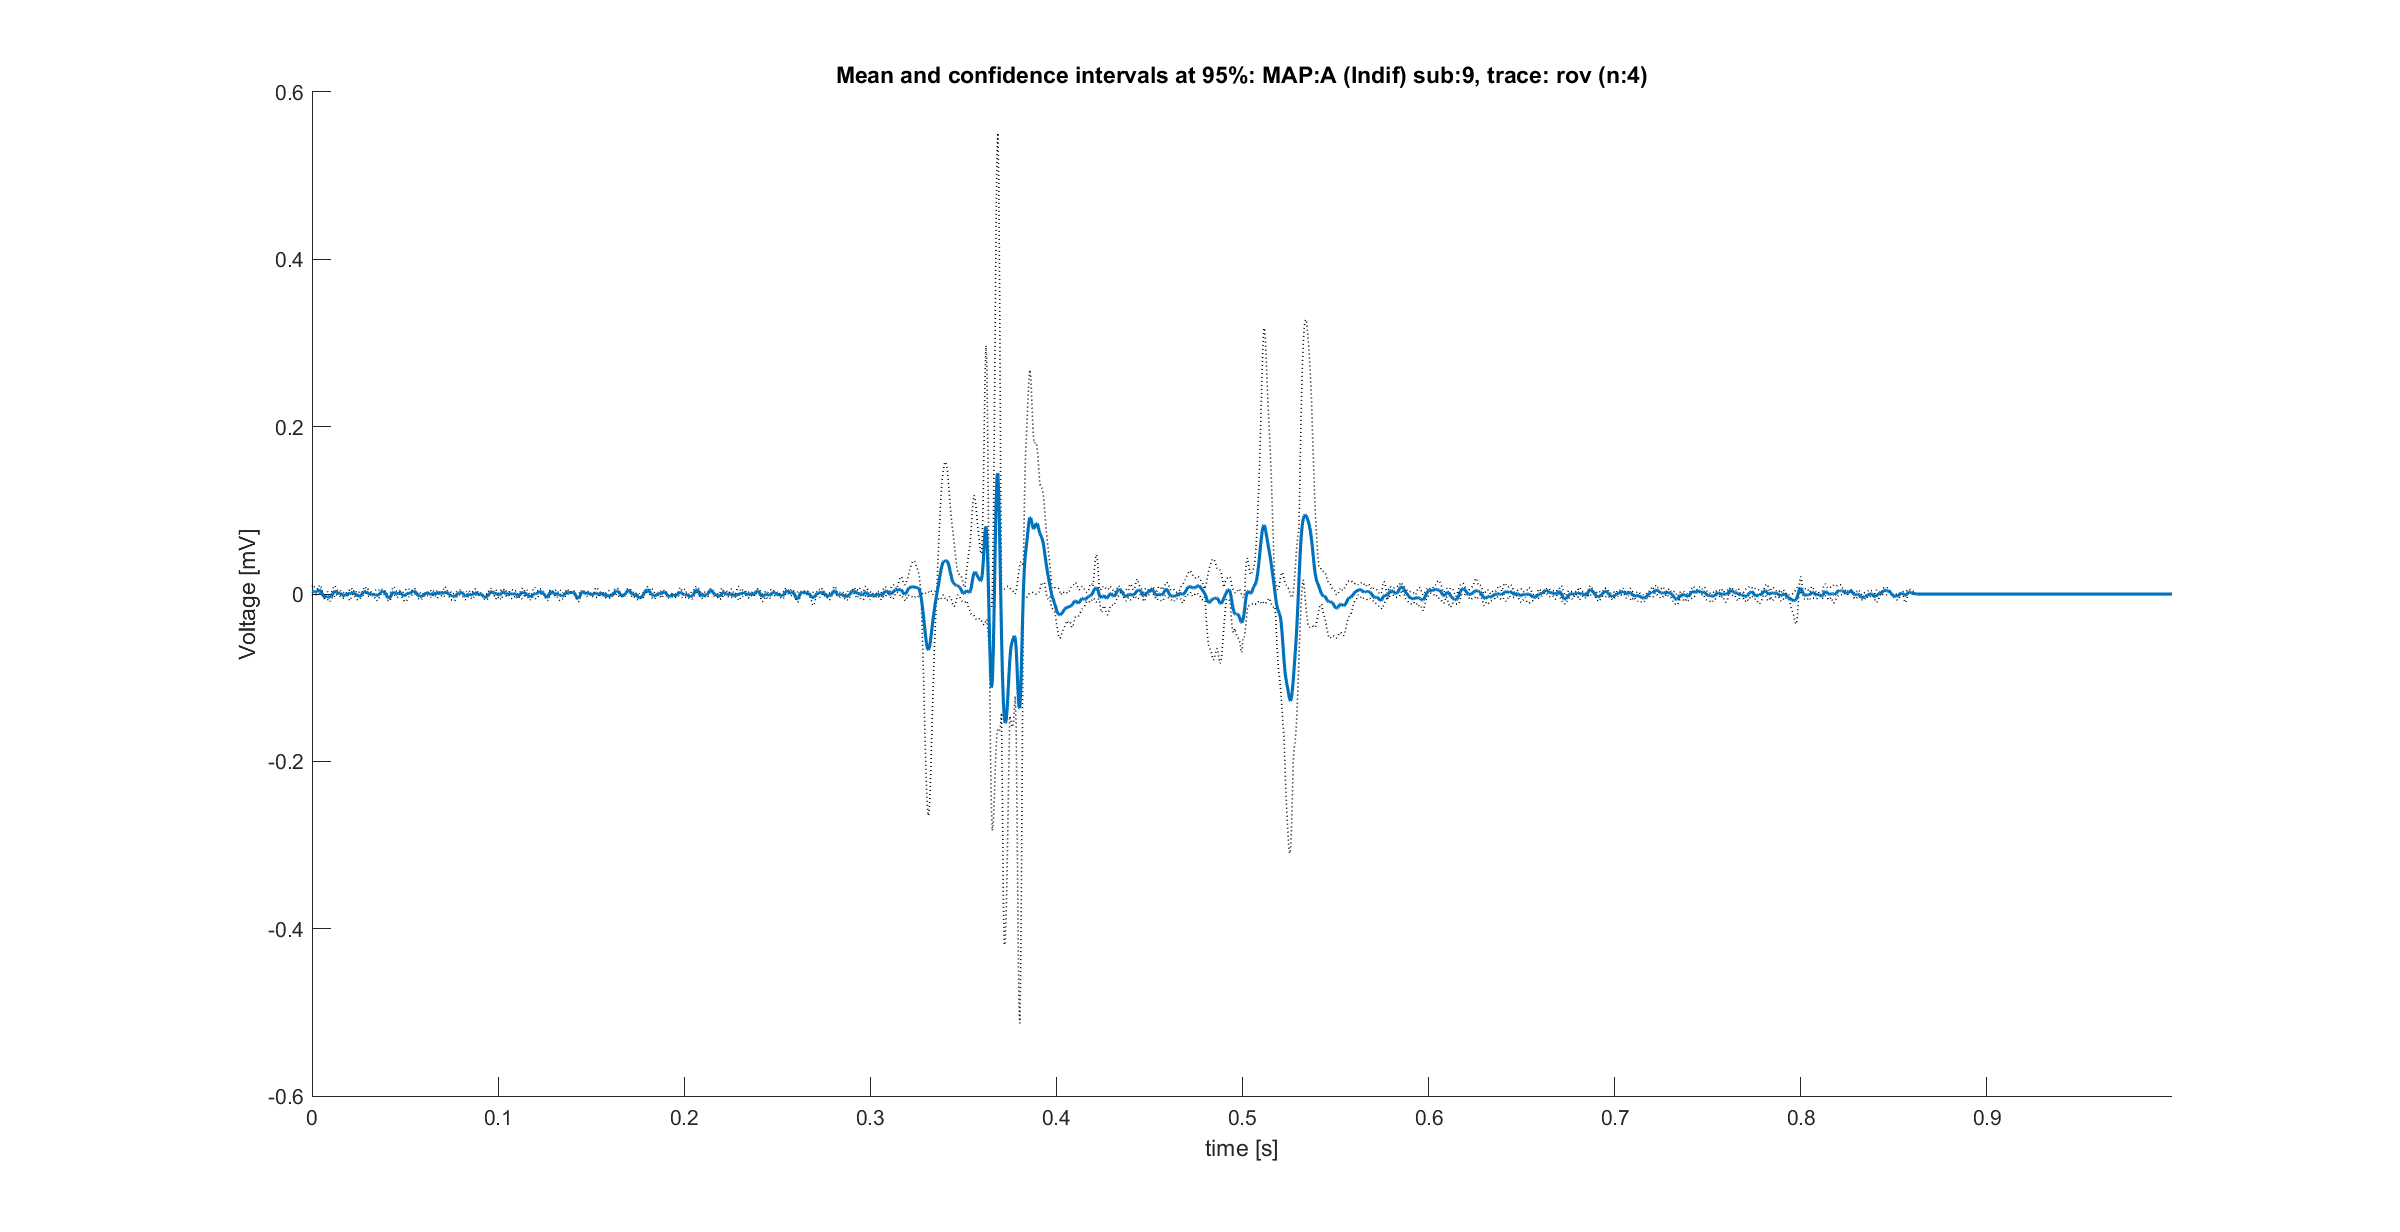 Mean and confidence intervals at 95%: MAP:A (Indif) sub:9, trace: rov (n:4)
0.6
0.4
0.2
0
-0.2
-0.4
-0.6
Voltage [mV]
0 0.1 0.2 0.3 0.4 0.5 0.6 0.7 0.8 0.9
time [s]